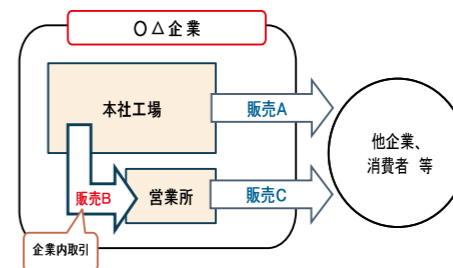 〇△企業
本社工場
販売A
他企業、
消費者 等
販売B
営業所
販売C
企業内取引